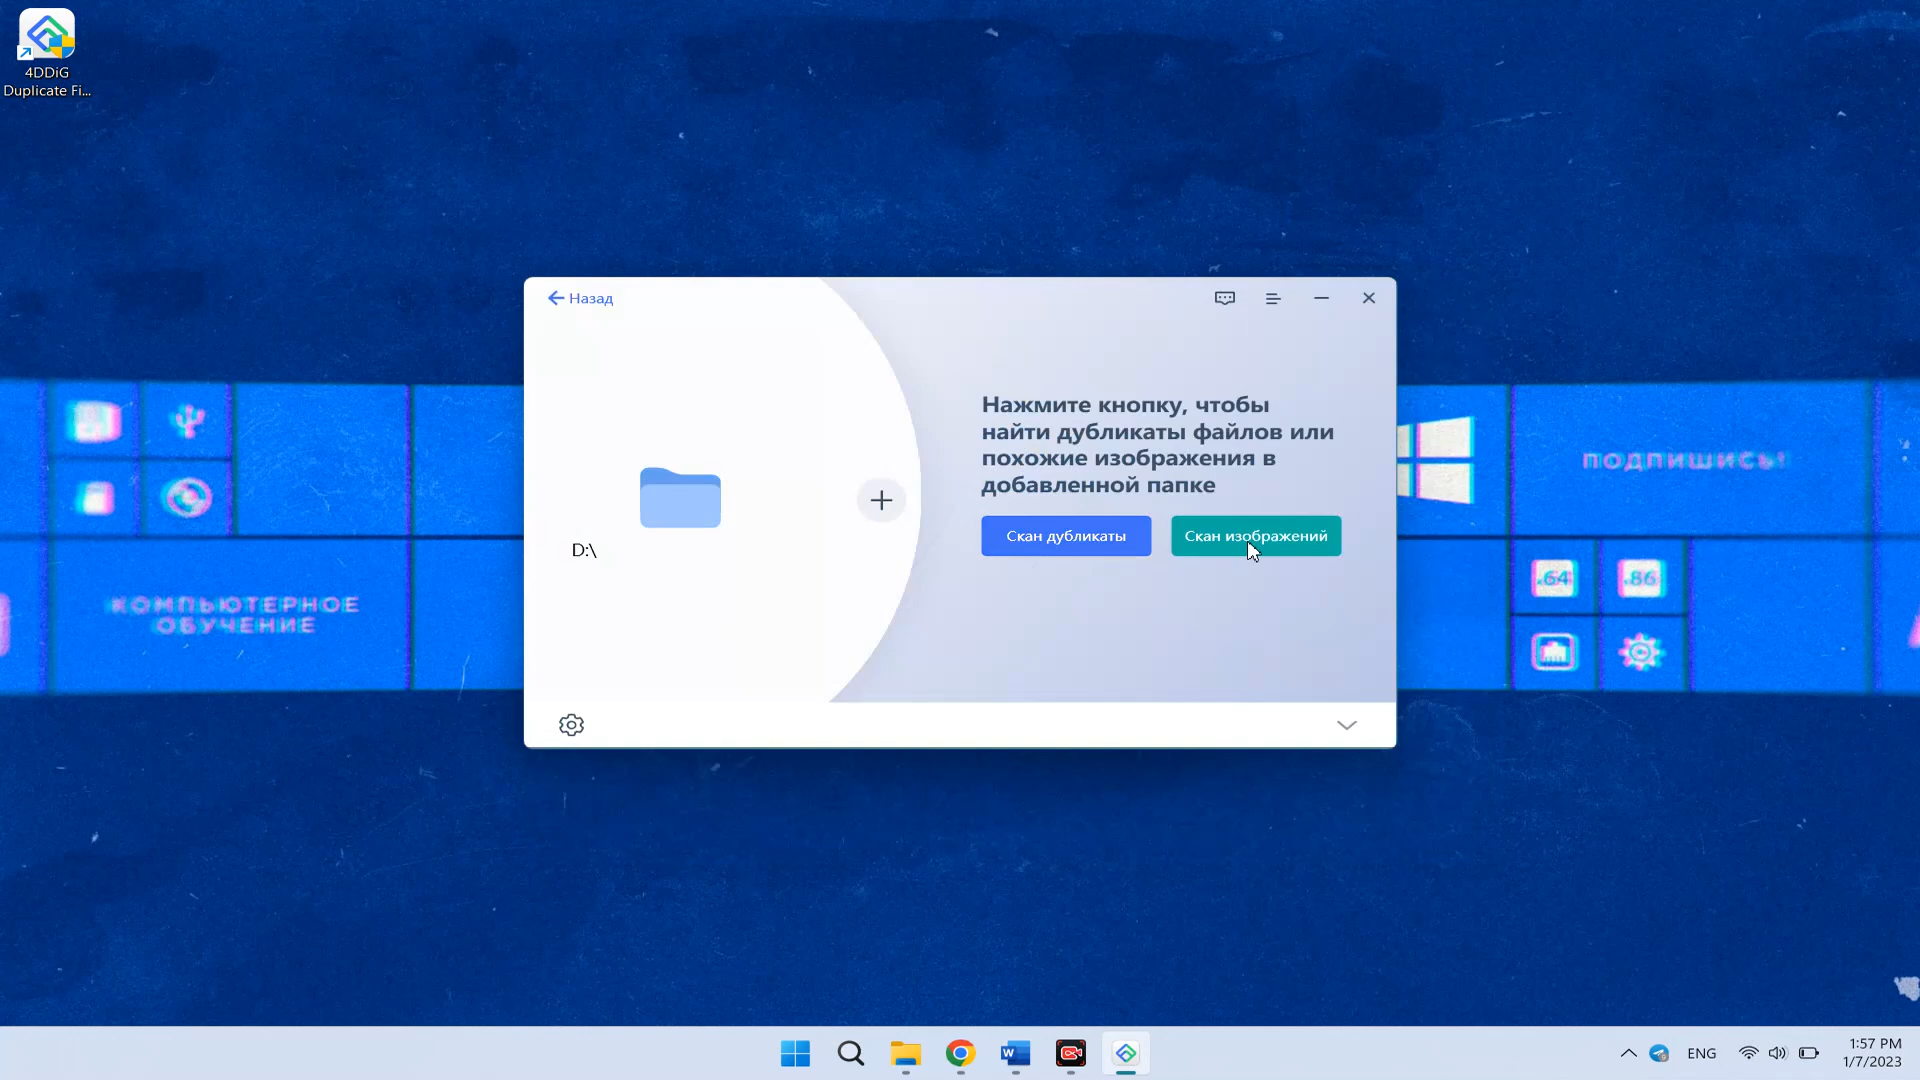 4DDiG
Duplicate Fi...
Назад
Нажмите кнопку, чтобы
найти дубликаты файлов или
похожие изображения в
добавленной папке
Скан дубликаты
Скан изображений
D:\
КОМПЬЮТЕРНОЕ
ОБУЧЕНИЕ
ПОДПИШИСЬ!
64
86
ENG
1:57 PM
1/7/2023